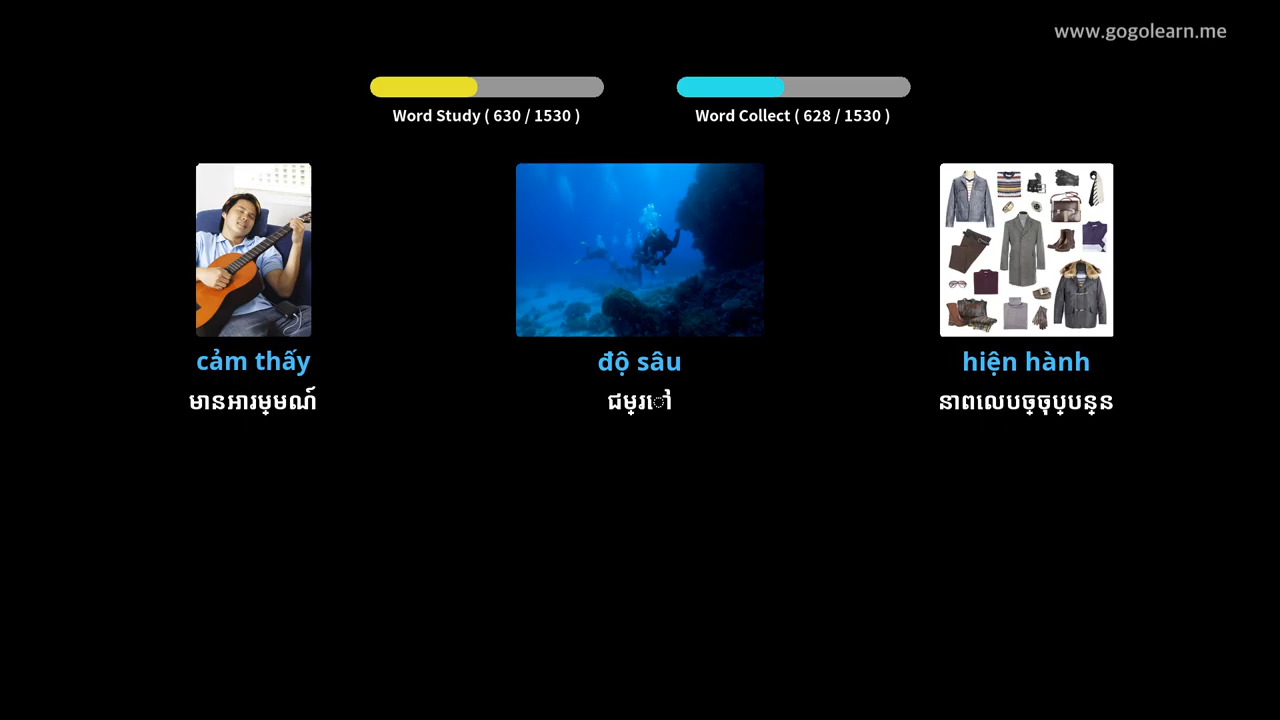 www.gogolearn.me
Word Study ( 630 / 1530 )
Word Collect ( 628 / 1530 )
cảm thấy
độ sâu
hiện hành
មានអារម្មមណ៍
ជម្រៅ
នាពលេបច្ចុប្បន្ន